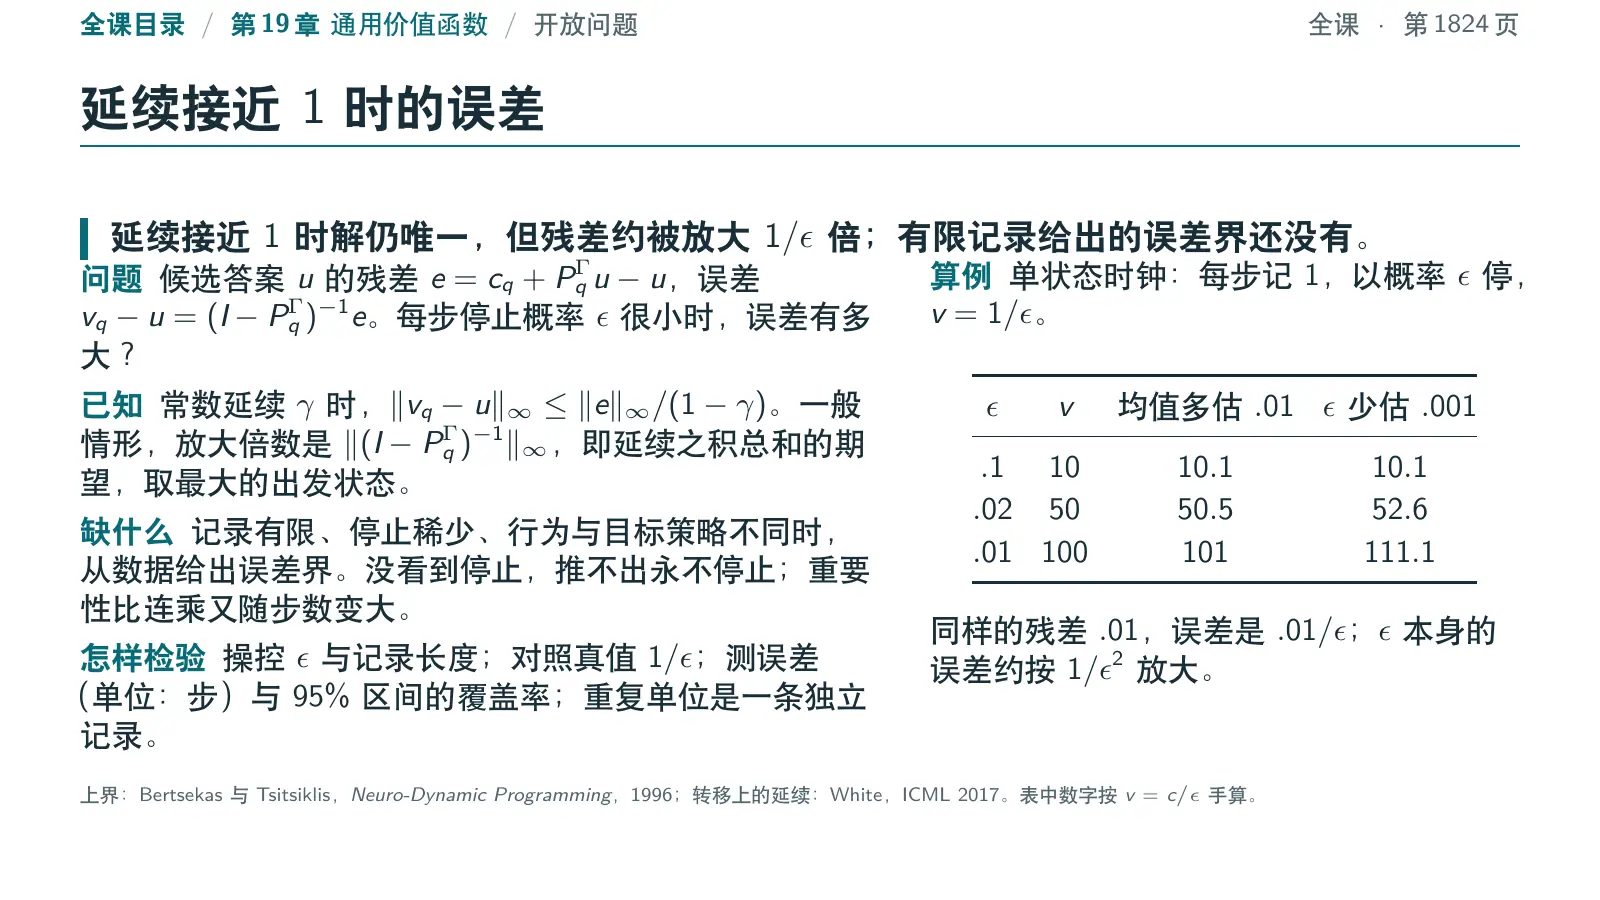 全课目录 / 第19章 通用价值函数 / 开放问题
全课 · 第1824页
延续接近 1 时的误差
延续接近 1 时解仍唯一，但残差约被放大 1/ϵ 倍；有限记录给出的误差界还没有。
问题 候选答案 u 的残差 e = c_q + P_q^Γ u − u，误差
v_q − u = (I − P_q^Γ)^{−1}e。每步停止概率 ϵ 很小时，误差有多
大？
已知 常数延续 γ 时，‖v_q − u‖_∞ ≤ ‖e‖_∞/(1 − γ)。一般
情形，放大倍数是 ‖(I − P_q^Γ)^{−1}‖_∞，即延续之积总和的期
望，取最大的出发状态。
缺什么 记录有限、停止稀少、行为与目标策略不同时，
从数据给出误差界。没看到停止，推不出永不停止；重要
性比连乘又随步数变大。
怎样检验 操控 ϵ 与记录长度；对照真值 1/ϵ；测误差
（单位：步）与 95% 区间的覆盖率；重复单位是一条独立
记录。
算例 单状态时钟：每步记 1，以概率 ϵ 停，
v = 1/ϵ。
ϵ v 均值多估 .01 ϵ 少估 .001
.1 10 10.1 10.1
.02 50 50.5 52.6
.01 100 101 111.1
同样的残差 .01，误差是 .01/ϵ；ϵ 本身的
误差约按 1/ϵ² 放大。
上界：Bertsekas 与 Tsitsiklis，Neuro-Dynamic Programming，1996；转移上的延续：White，ICML 2017。表中数字按 v = c/ϵ 手算。